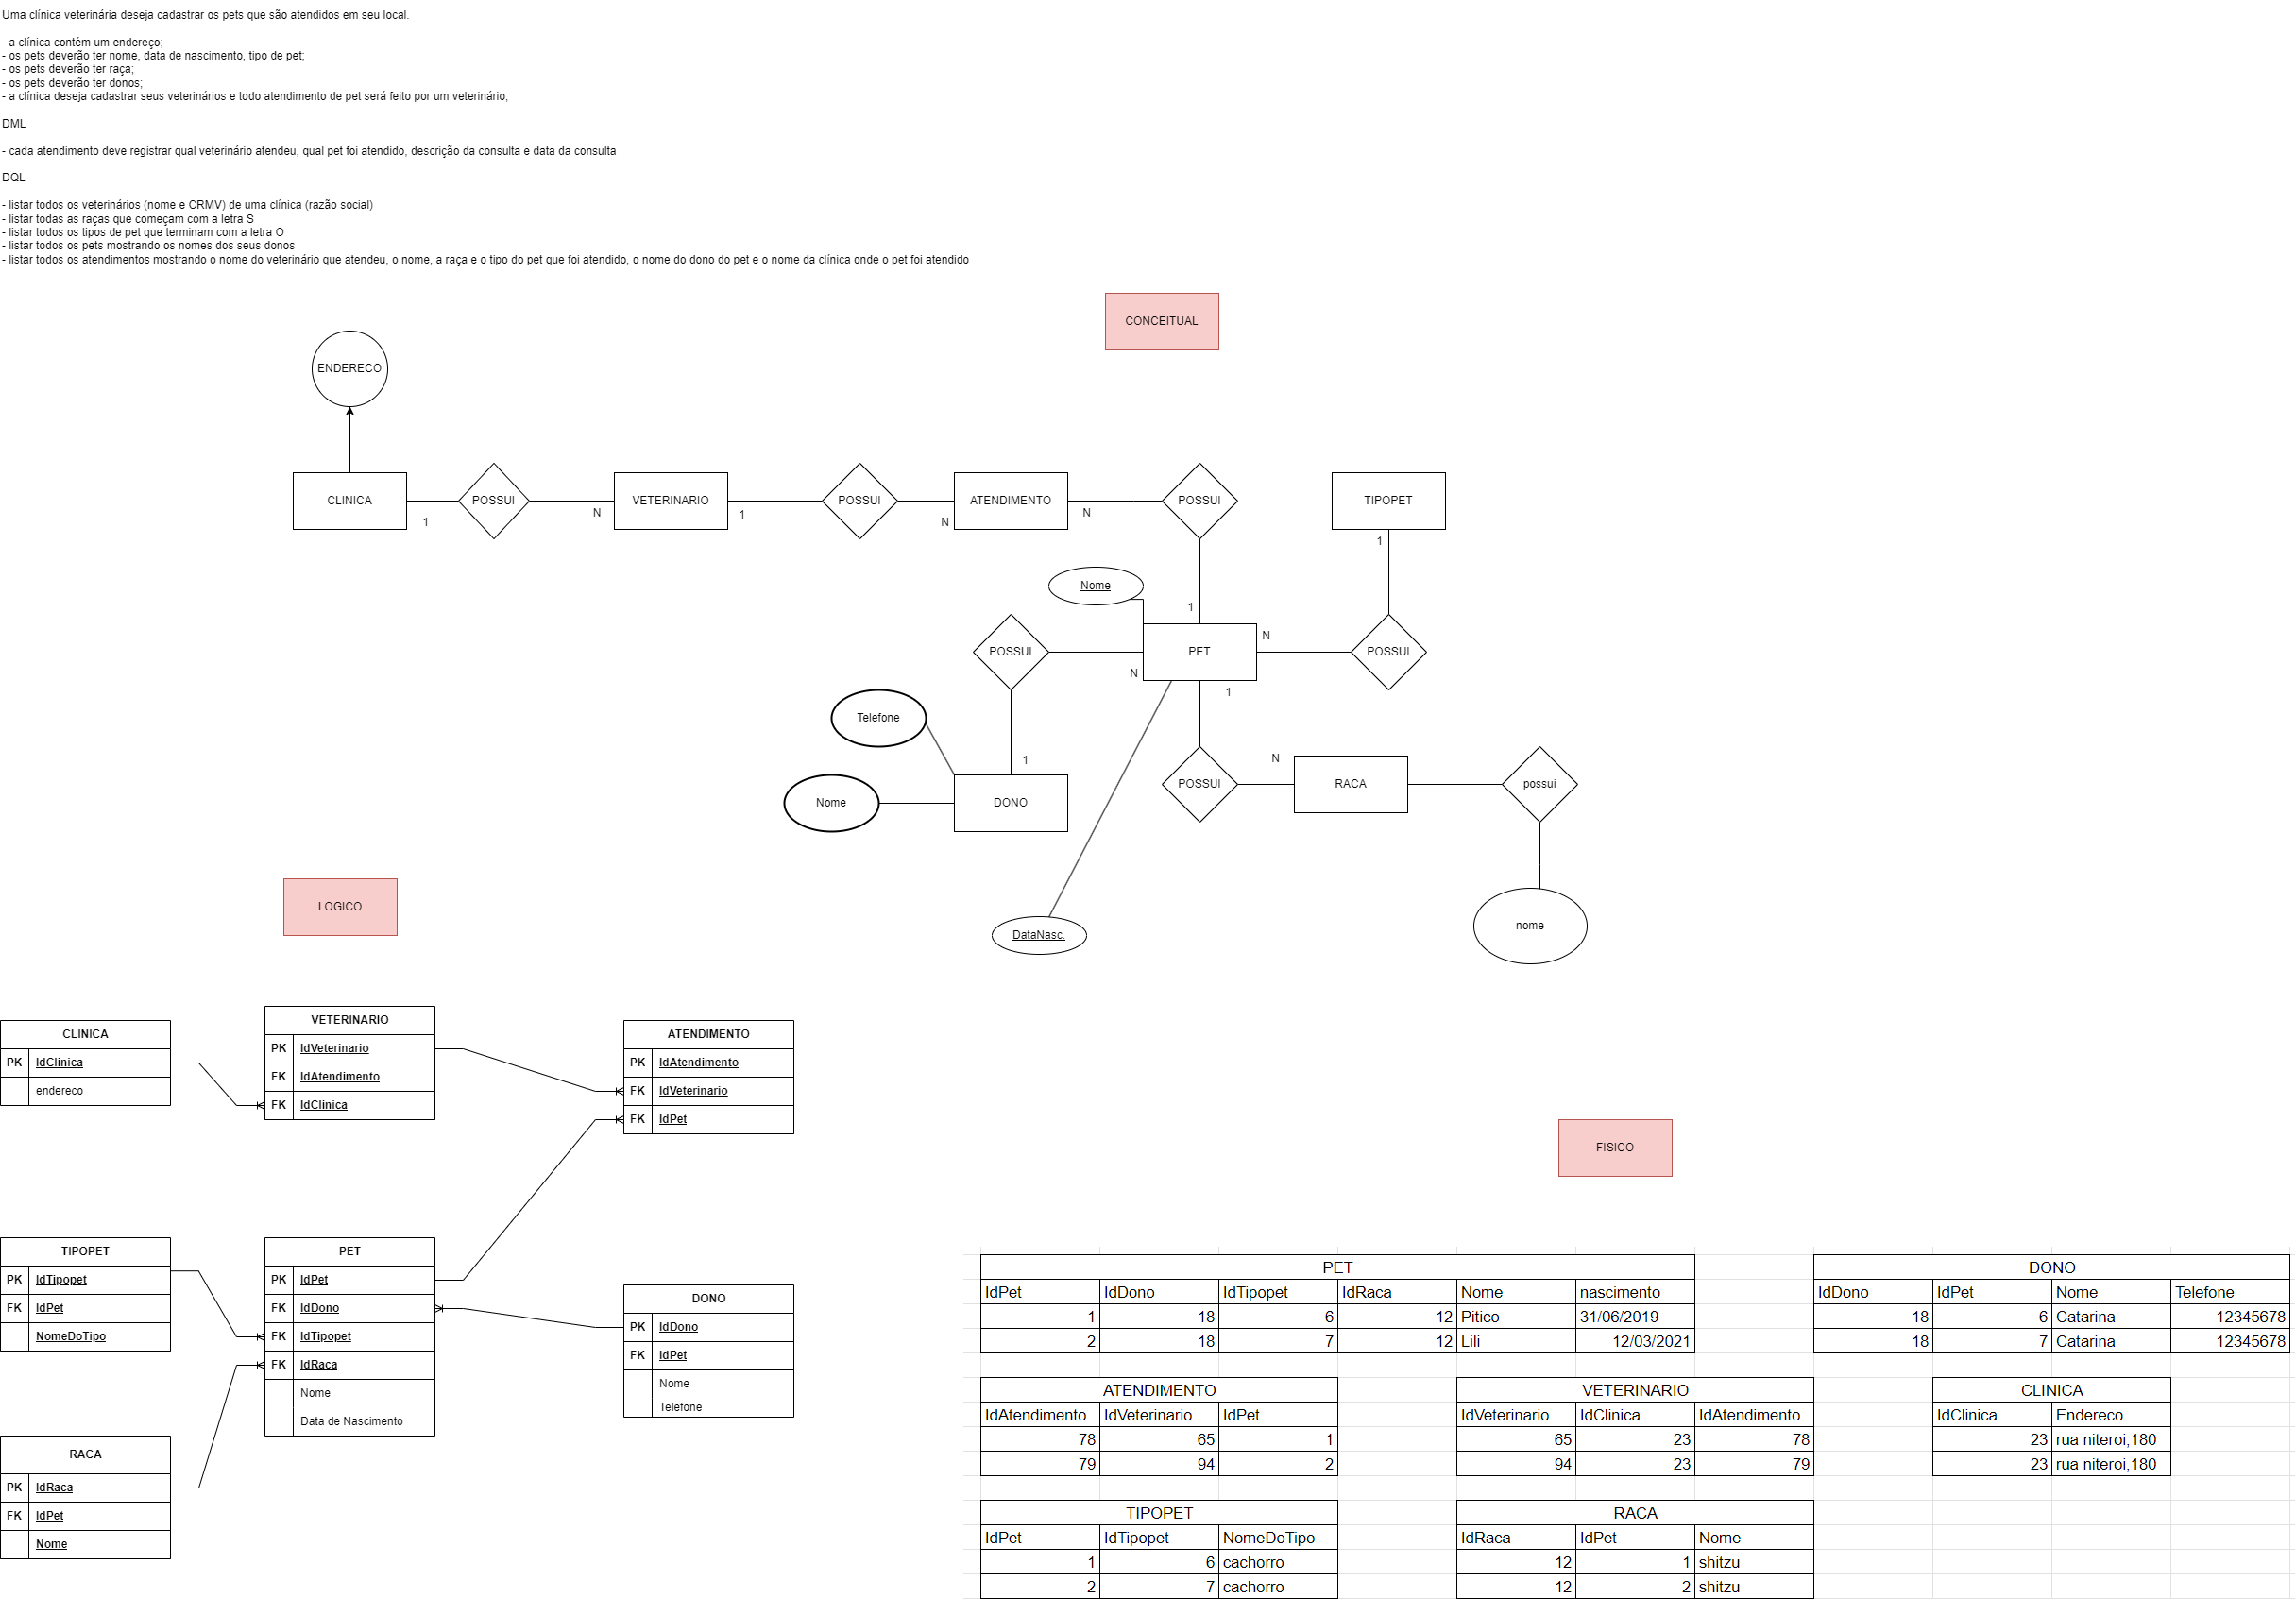 Uma clínica veterinária deseja cadastrar os pets que são atendidos em seu local.
- a clínica contém um endereço;
- os pets deverão ter nome, data de nascimento, tipo de pet;
- os pets deverão ter raça;
- os pets deverão ter donos;
- a clínica deseja cadastrar seus veterinários e todo atendimento de pet será feito por um veterinário;
DML
- cada atendimento deve registrar qual veterinário atendeu, qual pet foi atendido, descrição da consulta e data da consulta
DQL
- listar todos os veterinários (nome e CRMV) de uma clínica (razão social)
- listar todas as raças que começam com a letra S
- listar todos os tipos de pet que terminam com a letra O
- listar todos os pets mostrando os nomes dos seus donos
- listar todos os atendimentos mostrando o nome do veterinário que atendeu, o nome, a raça e o tipo do pet que foi atendido, o nome do dono do pet e o nome da clínica onde o pet foi atendido
CONCEITUAL
ENDERECO
CLINICA 1 POSSUI N VETERINARIO 1 POSSUI N ATENDIMENTO N POSSUI TIPOPET
1
Nome
1 N
POSSUI PET POSSUI
N 1
Telefone
1 N
POSSUI RACA possui
Nome DONO
LOGICO
nome
DataNasc.
CLINICA
PK IdClinica
endereco
VETERINARIO
PK IdVeterinario
FK IdAtendimento
FK IdClinica
ATENDIMENTO
PK IdAtendimento
FK IdVeterinario
FK IdPet
TIPOPET
PK IdTipopet
FK IdPet
NomeDoTipo
PET
PK IdPet
FK IdDono
FK IdTipopet
FK IdRaca
Nome
Data de Nascimento
DONO
PK IdDono
FK IdPet
Nome
Telefone
RACA
PK IdRaca
FK IdPet
Nome
FISICO
PET
IdPet IdDono IdTipopet IdRaca Nome nascimento
1 18 6 12 Pitico 31/06/2019
2 18 7 12 Lili 12/03/2021
DONO
IdDono IdPet Nome Telefone
18 6 Catarina 12345678
18 7 Catarina 12345678
ATENDIMENTO
IdAtendimento IdVeterinario IdPet
78 65 1
79 94 2
VETERINARIO
IdVeterinario IdClinica IdAtendimento
65 23 78
94 23 79
CLINICA
IdClinica Endereco
23 rua niteroi,180
23 rua niteroi,180
TIPOPET
IdPet IdTipopet NomeDoTipo
1 6 cachorro
2 7 cachorro
RACA
IdRaca IdPet Nome
12 1 shitzu
12 2 shitzu